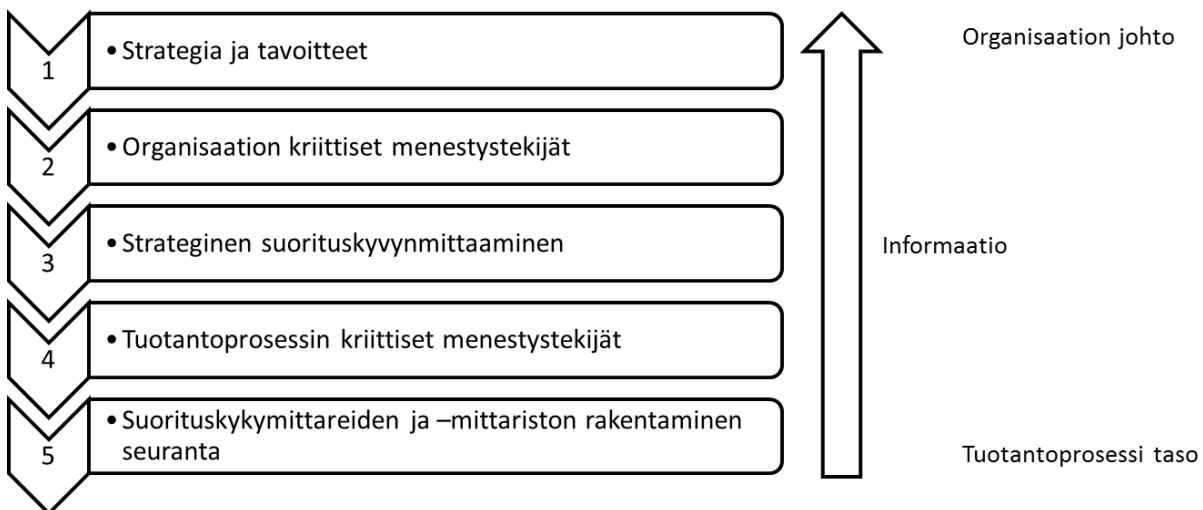 1
• Strategia ja tavoitteet
Organisaation johto
2
• Organisaation kriittiset menestystekijät
3
• Strateginen suorituskyvynmittaaminen
Informaatio
4
• Tuotantoprosessin kriittiset menestystekijät
5
• Suorituskykymittareiden ja –mittariston rakentaminen
seuranta
Tuotantoprosessi taso